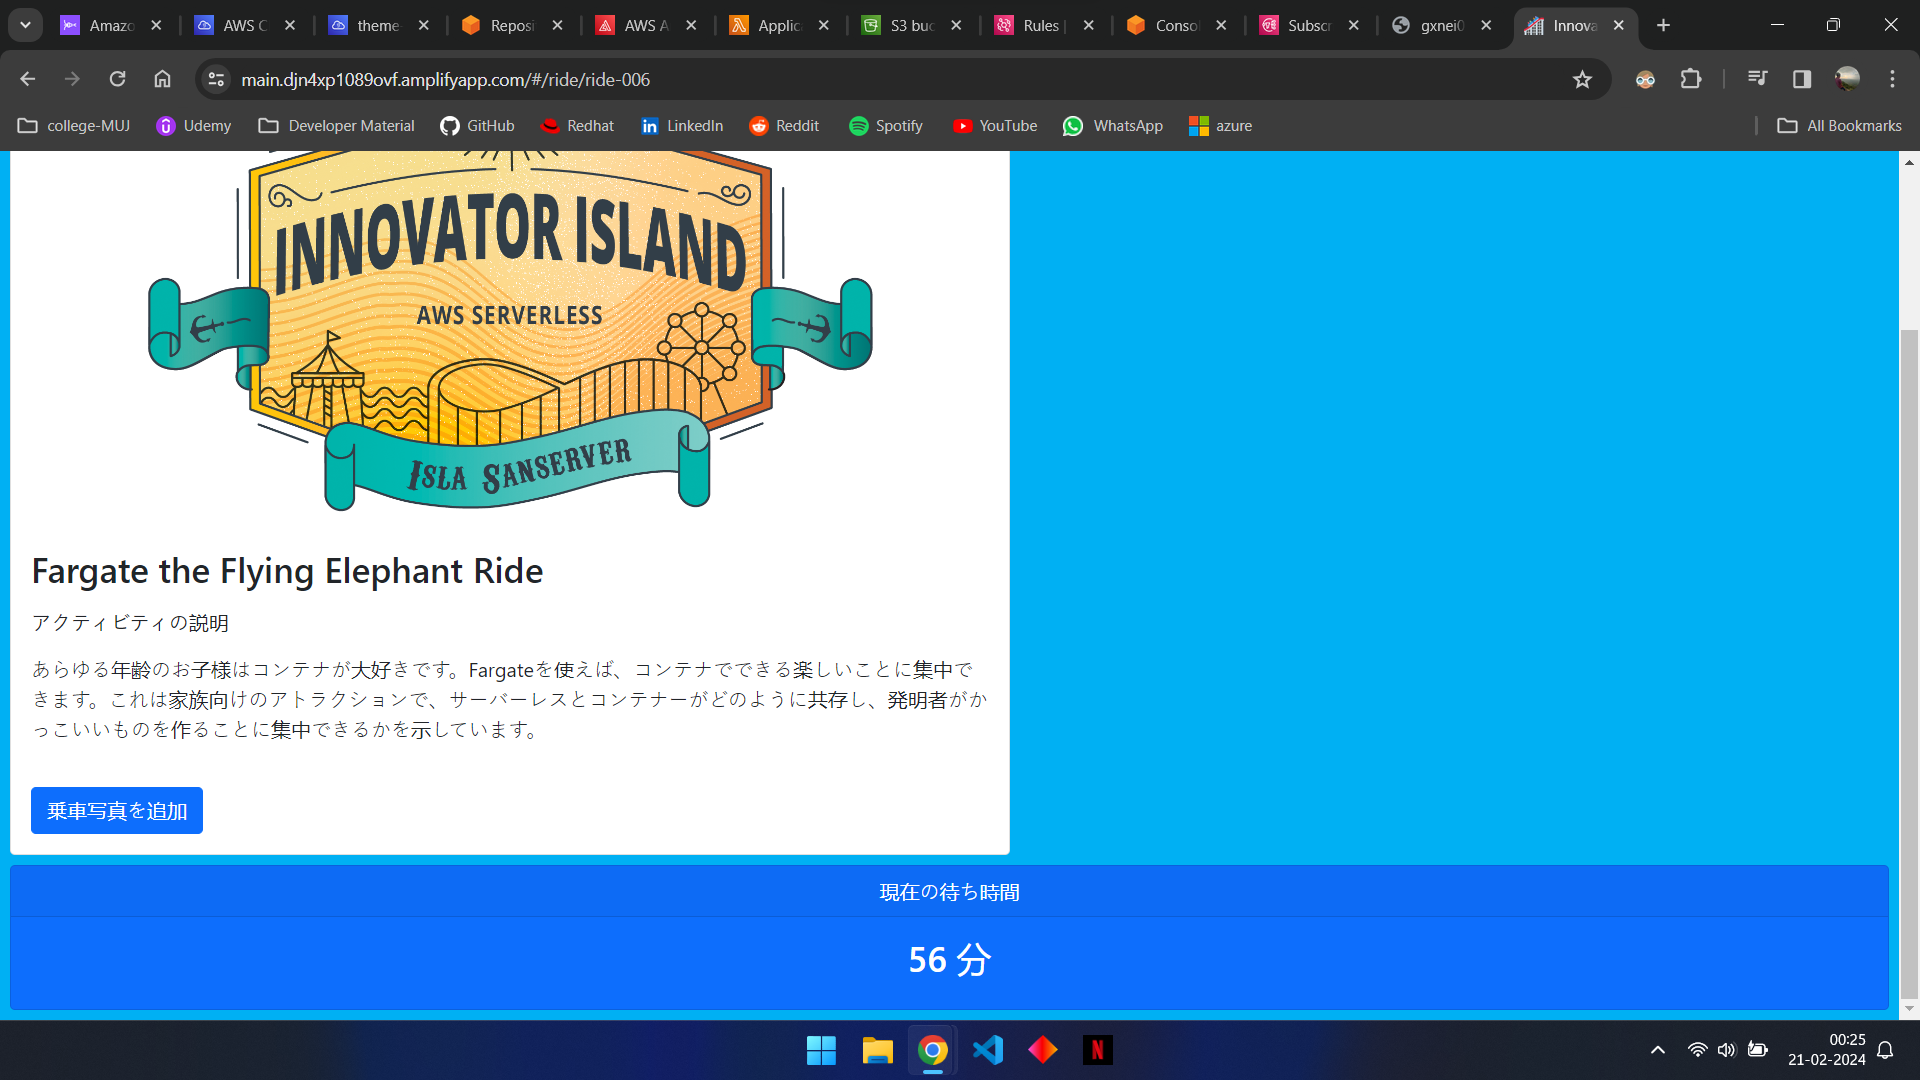 Amazo
AWS C
theme-
Reposi
AWS A
Applic
S3 buc
Rules |
Conso
Subscr
gxnei0
Innova
main.djn4xp1089ovf.amplifyapp.com/#/ride/ride-006
college-MUJ
Udemy
Developer Material
GitHub
Redhat
LinkedIn
Reddit
Spotify
YouTube
WhatsApp
azure
All Bookmarks
INNOVATOR ISLAND
AWS SERVERLESS
ISLA SANSERVER
Fargate the Flying Elephant Ride
アクティビティの説明
あらゆる年齢のお子様はコンテナが大好きです。Fargateを使えば、コンテナでできる楽しいことに集中で
きます。これは家族向けのアトラクションで、サーバーレスとコンテナーがどのように共存し、発明者がか
っこいいものを作ることに集中できるかを示しています。
乗車写真を追加
現在の待ち時間
56 分
00:25
21-02-2024